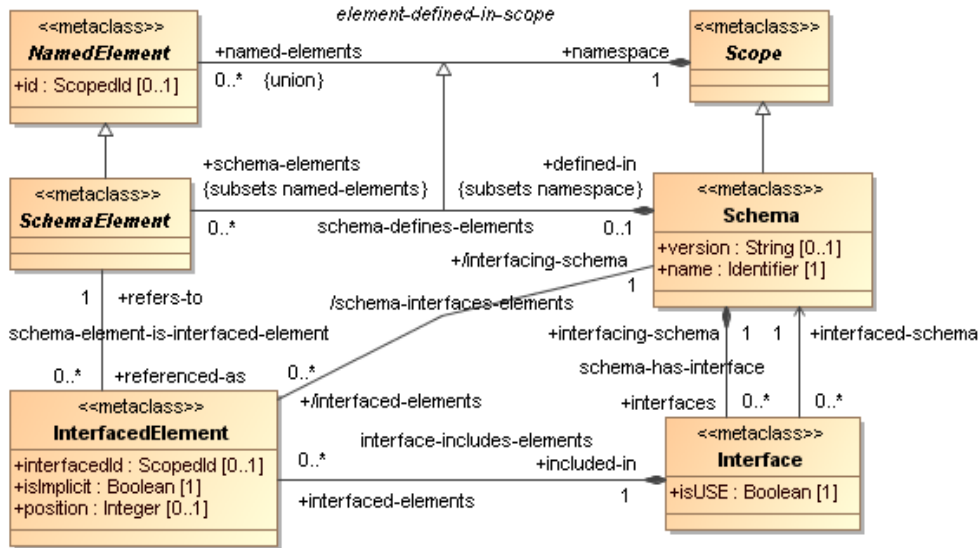 element-defined-in-scope
<<metaclass>>
NamedElement
+id : ScopedId [0..1]
+named-elements
0..* {union}
+namespace
1
<<metaclass>>
Scope
<<metaclass>>
SchemaElement
+schema-elements
{subsets named-elements}
0..*
schema-defines-elements
+defined-in
{subsets namespace}
0..1
<<metaclass>>
Schema
+version : String [0..1]
+name : Identifier [1]
+/interfacing-schema
1
/schema-interfaces-elements
1 +refers-to
schema-element-is-interfaced-element
0..* +referenced-as
0..*
+/interfaced-elements
+interfacing-schema 1
1 +interfaced-schema
schema-has-interface
+interfaces 0..*
0..*
<<metaclass>>
InterfacedElement
+interfacedId : ScopedId [0..1]
+isImplicit : Boolean [1]
+position : Integer [0..1]
interface-includes-elements
0..*
+included-in
+interfaced-elements
1
<<metaclass>>
Interface
+isUSE : Boolean [1]